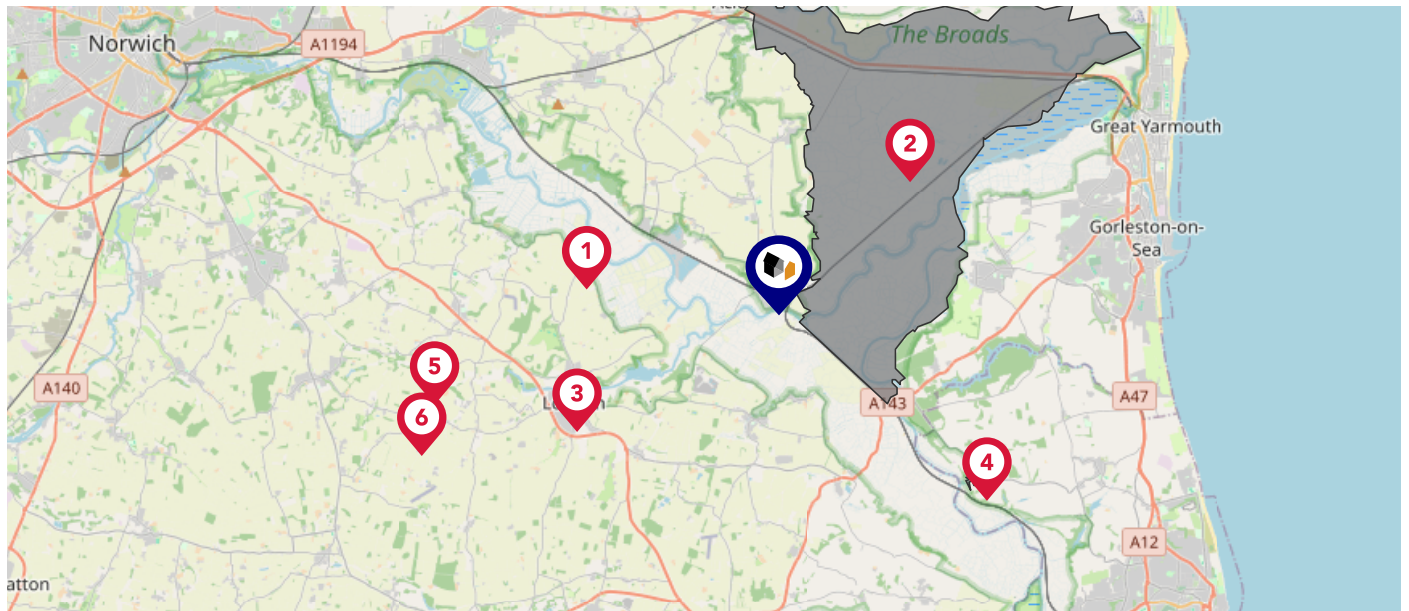 Norwich
A1194
The Broads
Great Yarmouth
2
Gorleston-on-
Sea
1
5
A140
3
6
A143
A47
4
A12
atton